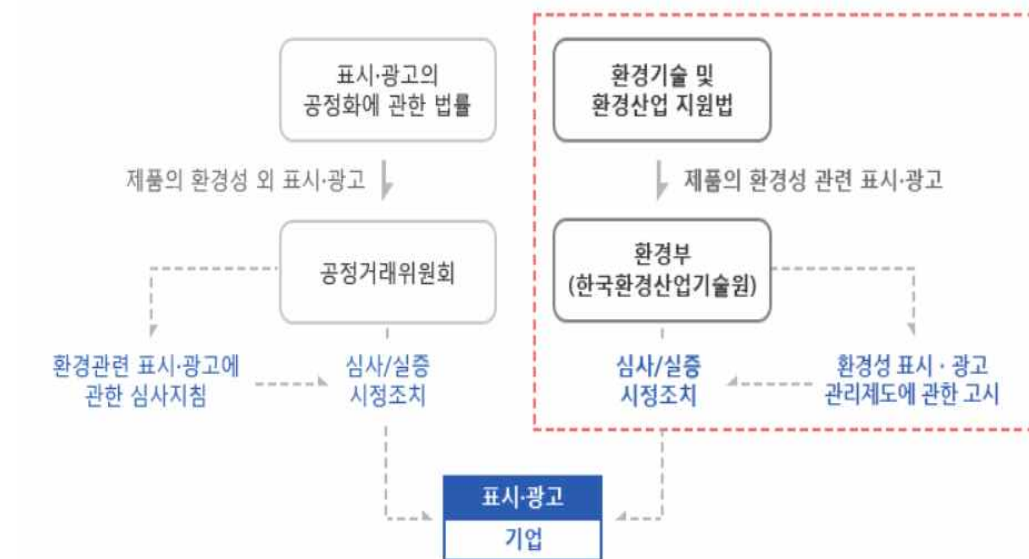 표시·광고의
공정화에 관한 법률
환경기술 및
환경산업 지원법
제품의 환경성 외 표시·광고
제품의 환경성 관련 표시·광고
공정거래위원회
환경부
(한국환경산업기술원)
환경관련 표시·광고에
관한 심사지침
심사/실증
시정조치
심사/실증
시정조치
환경성 표시·광고
관리제도에 관한 고시
표시·광고
기업